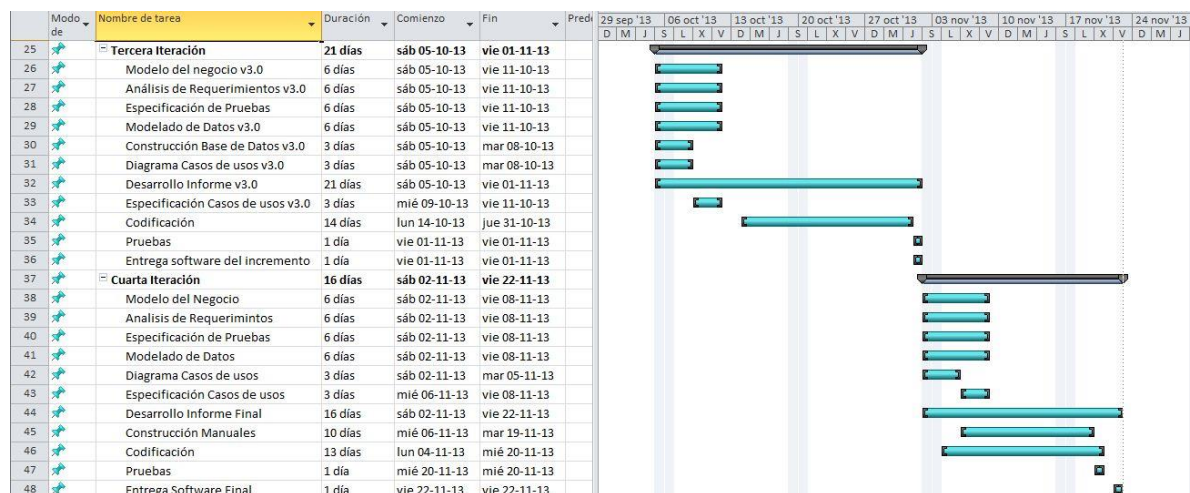 Modo de Nombre de tarea Duración Comienzo Fin Prede 29 sep '13 06 oct '13 13 oct '13 20 oct '13 27 oct '13 03 nov '13 10 nov '13 17 nov '13 24 nov '13
D M J S L X V D M J S L X V D M J S L X V D M J S L X V D M J
25 Tercera Iteración 21 días sáb 05-10-13 vie 01-11-13
26 Modelo del negocio v3.0 6 días sáb 05-10-13 vie 11-10-13
27 Análisis de Requerimientos v3.0 6 días sáb 05-10-13 vie 11-10-13
28 Especificación de Pruebas 6 días sáb 05-10-13 vie 11-10-13
29 Modelado de Datos v3.0 6 días sáb 05-10-13 vie 11-10-13
30 Construcción Base de Datos v3.0 3 días sáb 05-10-13 mar 08-10-13
31 Diagrama Casos de usos v3.0 3 días sáb 05-10-13 mar 08-10-13
32 Desarrollo Informe v3.0 21 días sáb 05-10-13 vie 01-11-13
33 Especificación Casos de usos v3.0 3 días mié 09-10-13 vie 11-10-13
34 Codificación 14 días lun 14-10-13 jue 31-10-13
35 Pruebas 1 día vie 01-11-13 vie 01-11-13
36 Entrega software del incremento 1 día vie 01-11-13 vie 01-11-13
37 Cuarta Iteración 16 días sáb 02-11-13 vie 22-11-13
38 Modelo del Negocio 6 días sáb 02-11-13 vie 08-11-13
39 Analisis de Requerimintos 6 días sáb 02-11-13 vie 08-11-13
40 Especificación de Pruebas 6 días sáb 02-11-13 vie 08-11-13
41 Modelado de Datos 6 días sáb 02-11-13 vie 08-11-13
42 Diagrama Casos de usos 3 días sáb 02-11-13 mar 05-11-13
43 Especificación Casos de usos 3 días mié 06-11-13 vie 08-11-13
44 Desarrollo Informe Final 16 días sáb 02-11-13 vie 22-11-13
45 Construcción Manuales 10 días mié 06-11-13 mar 19-11-13
46 Codificación 13 días lun 04-11-13 mié 20-11-13
47 Pruebas 1 día mié 20-11-13 mié 20-11-13
48 Entrega Software Final 1 día vie 22-11-13 vie 22-11-13